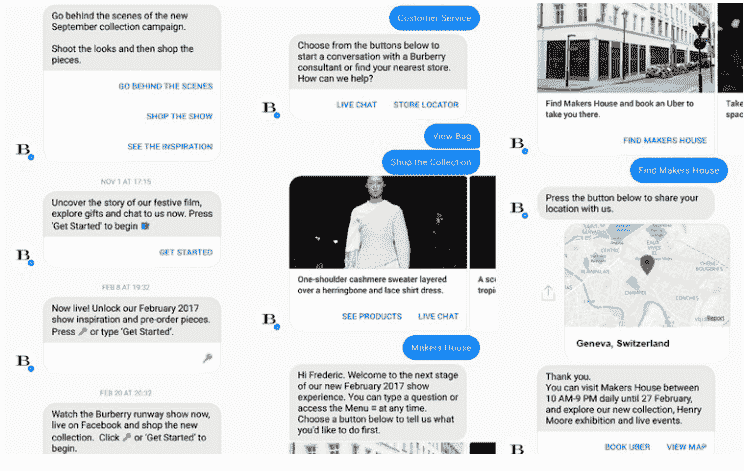 Go behind the scenes of the new
September collection campaign.
Shoot the looks and then shop the
pieces.
GO BEHIND THE SCENES
SHOP THE SHOW
SEE THE INSPIRATION
B
NOV 1 AT 17:15
Uncover the story of our festive film,
explore gifts and chat to us now. Press
'Get Started' to begin
GET STARTED
B
FEB 8 AT 19:32
Now live! Unlock our February 2017
show inspiration and pre-order pieces.
Press or type 'Get Started'.
B
FEB 20 AT 20:32
Watch the Burberry runway show now,
live on Facebook and shop the new
collection. Click or 'Get Started' to
begin.
Customer Service
Choose from the buttons below to
start a conversation with a Burberry
consultant or find your nearest store.
How can we help?
LIVE CHAT STORE LOCATOR
B
View Bag
Shop the Collection
One-shoulder cashmere sweater layered
over a herringbone and lace shirt dress.
SEE PRODUCTS LIVE CHAT
A sc
tropi
B
Makers House
Hi Frederic. Welcome to the next stage
of our new February 2017 show
experience. You can type a question or
access the Menu ≡ at any time.
Choose a button below to tell us what
you'd like to do first.
Find Makers House and book an Uber to
take you there.
FIND MAKERS HOUSE
Take
spac
B
Find Makers House
Press the button below to share your
location with us.
B
Geneva, Switzerland
Thank you.
You can visit Makers House between
10 AM-9 PM daily until 27 February,
and explore our new collection, Henry
Moore exhibition and live events.
BOOK UBER VIEW MAP
B